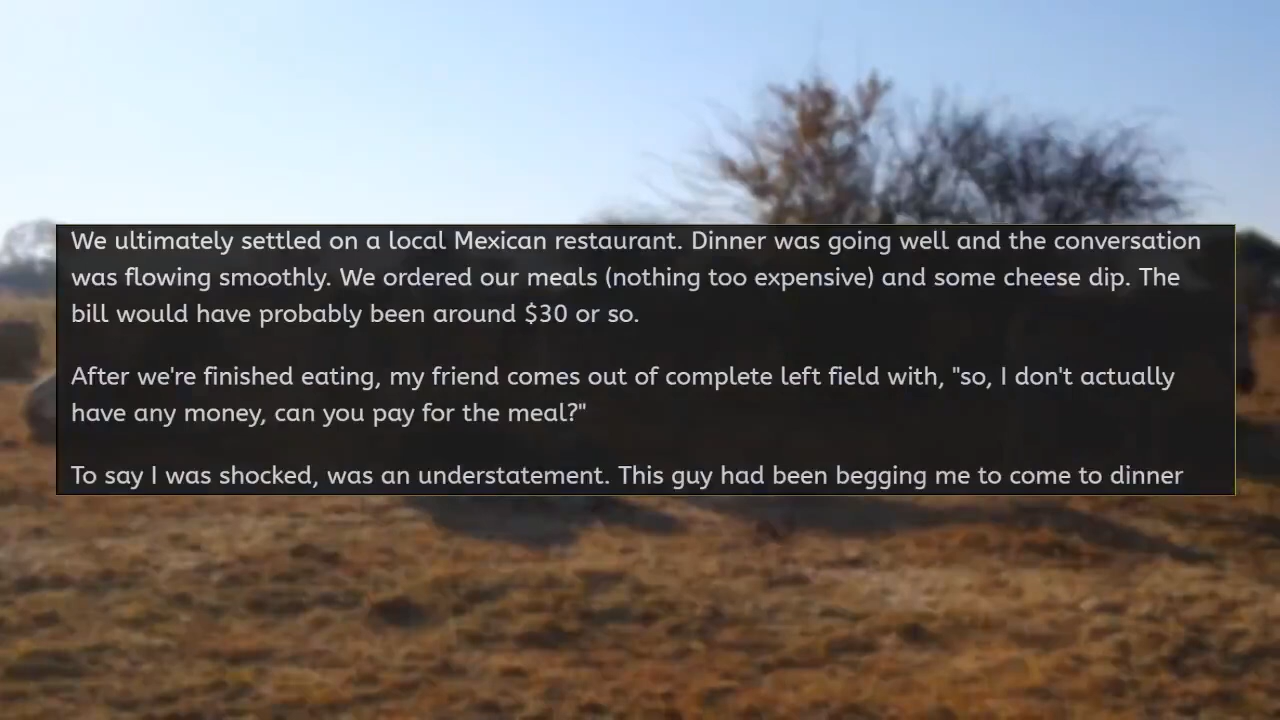 We ultimately settled on a local Mexican restaurant. Dinner was going well and the conversation
was flowing smoothly. We ordered our meals (nothing too expensive) and some cheese dip. The
bill would have probably been around $30 or so.
After we're finished eating, my friend comes out of complete left field with, "so, I don't actually
have any money, can you pay for the meal?"
To say I was shocked, was an understatement. This guy had been begging me to come to dinner